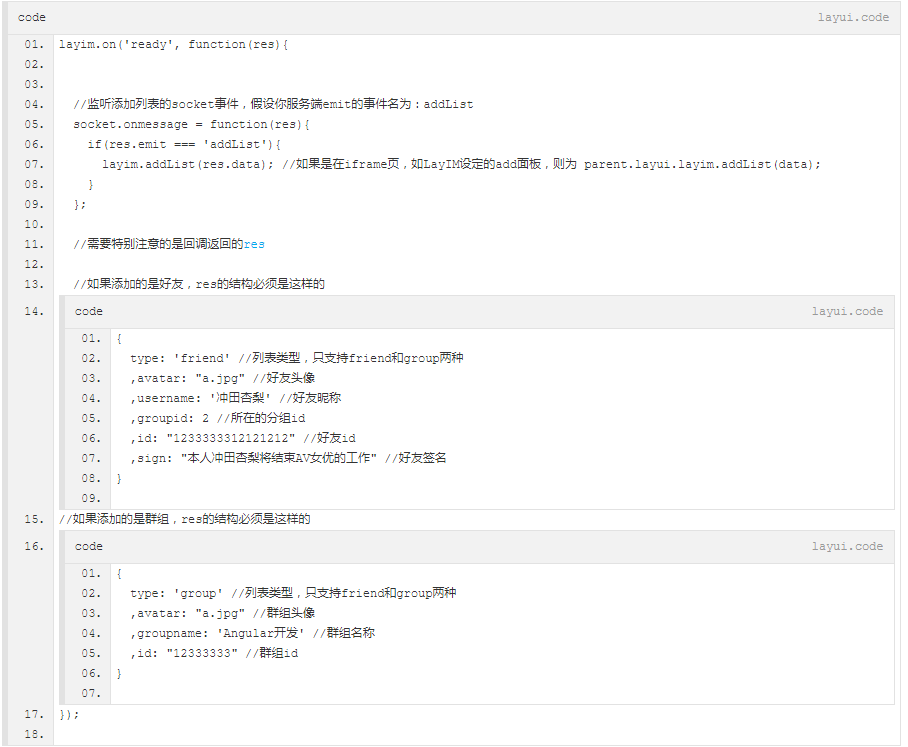 code layui.code
01. layim.on('ready', function(res){
02.
03.
04. //监听添加列表的socket事件，假设你服务端emit的事件名为：addList
05. socket.onmessage = function(res){
06. if(res.emit === 'addList'){
07. layim.addList(res.data); //如果是在iframe页，如LayIM设定的add面板，则为 parent.layui.layim.addList(data);
08. }
09. };
10.
11. //需要特别注意的是回调返回的res
12.
13. //如果添加的是好友，res的结构必须是这样的
14. code layui.code
01. {
02. type: 'friend' //列表类型，只支持friend和group两种
03. ,avatar: "a.jpg" //好友头像
04. ,username: '冲田杏梨' //好友昵称
05. ,groupid: 2 //所在的分组id
06. ,id: "1233333312121212" //好友id
07. ,sign: "本人冲田杏梨将结束AV女优的工作" //好友签名
08. }
09.
15. //如果添加的是群组，res的结构必须是这样的
16. code layui.code
01. {
02. type: 'group' //列表类型，只支持friend和group两种
03. ,avatar: "a.jpg" //群组头像
04. ,groupname: 'Angular开发' //群组名称
05. ,id: "12333333" //群组id
06. }
07.
17. });
18.